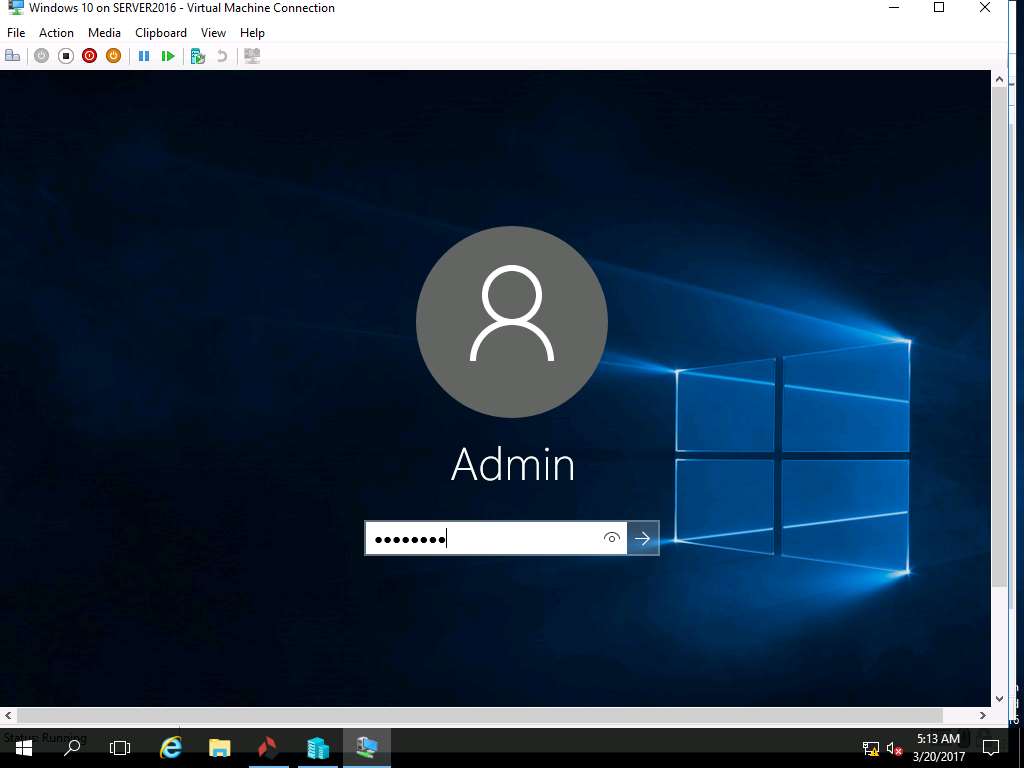 Windows 10 on SERVER2016 - Virtual Machine Connection
File Action Media Clipboard View Help
Admin
Status: Running
5:13 AM
3/20/2017